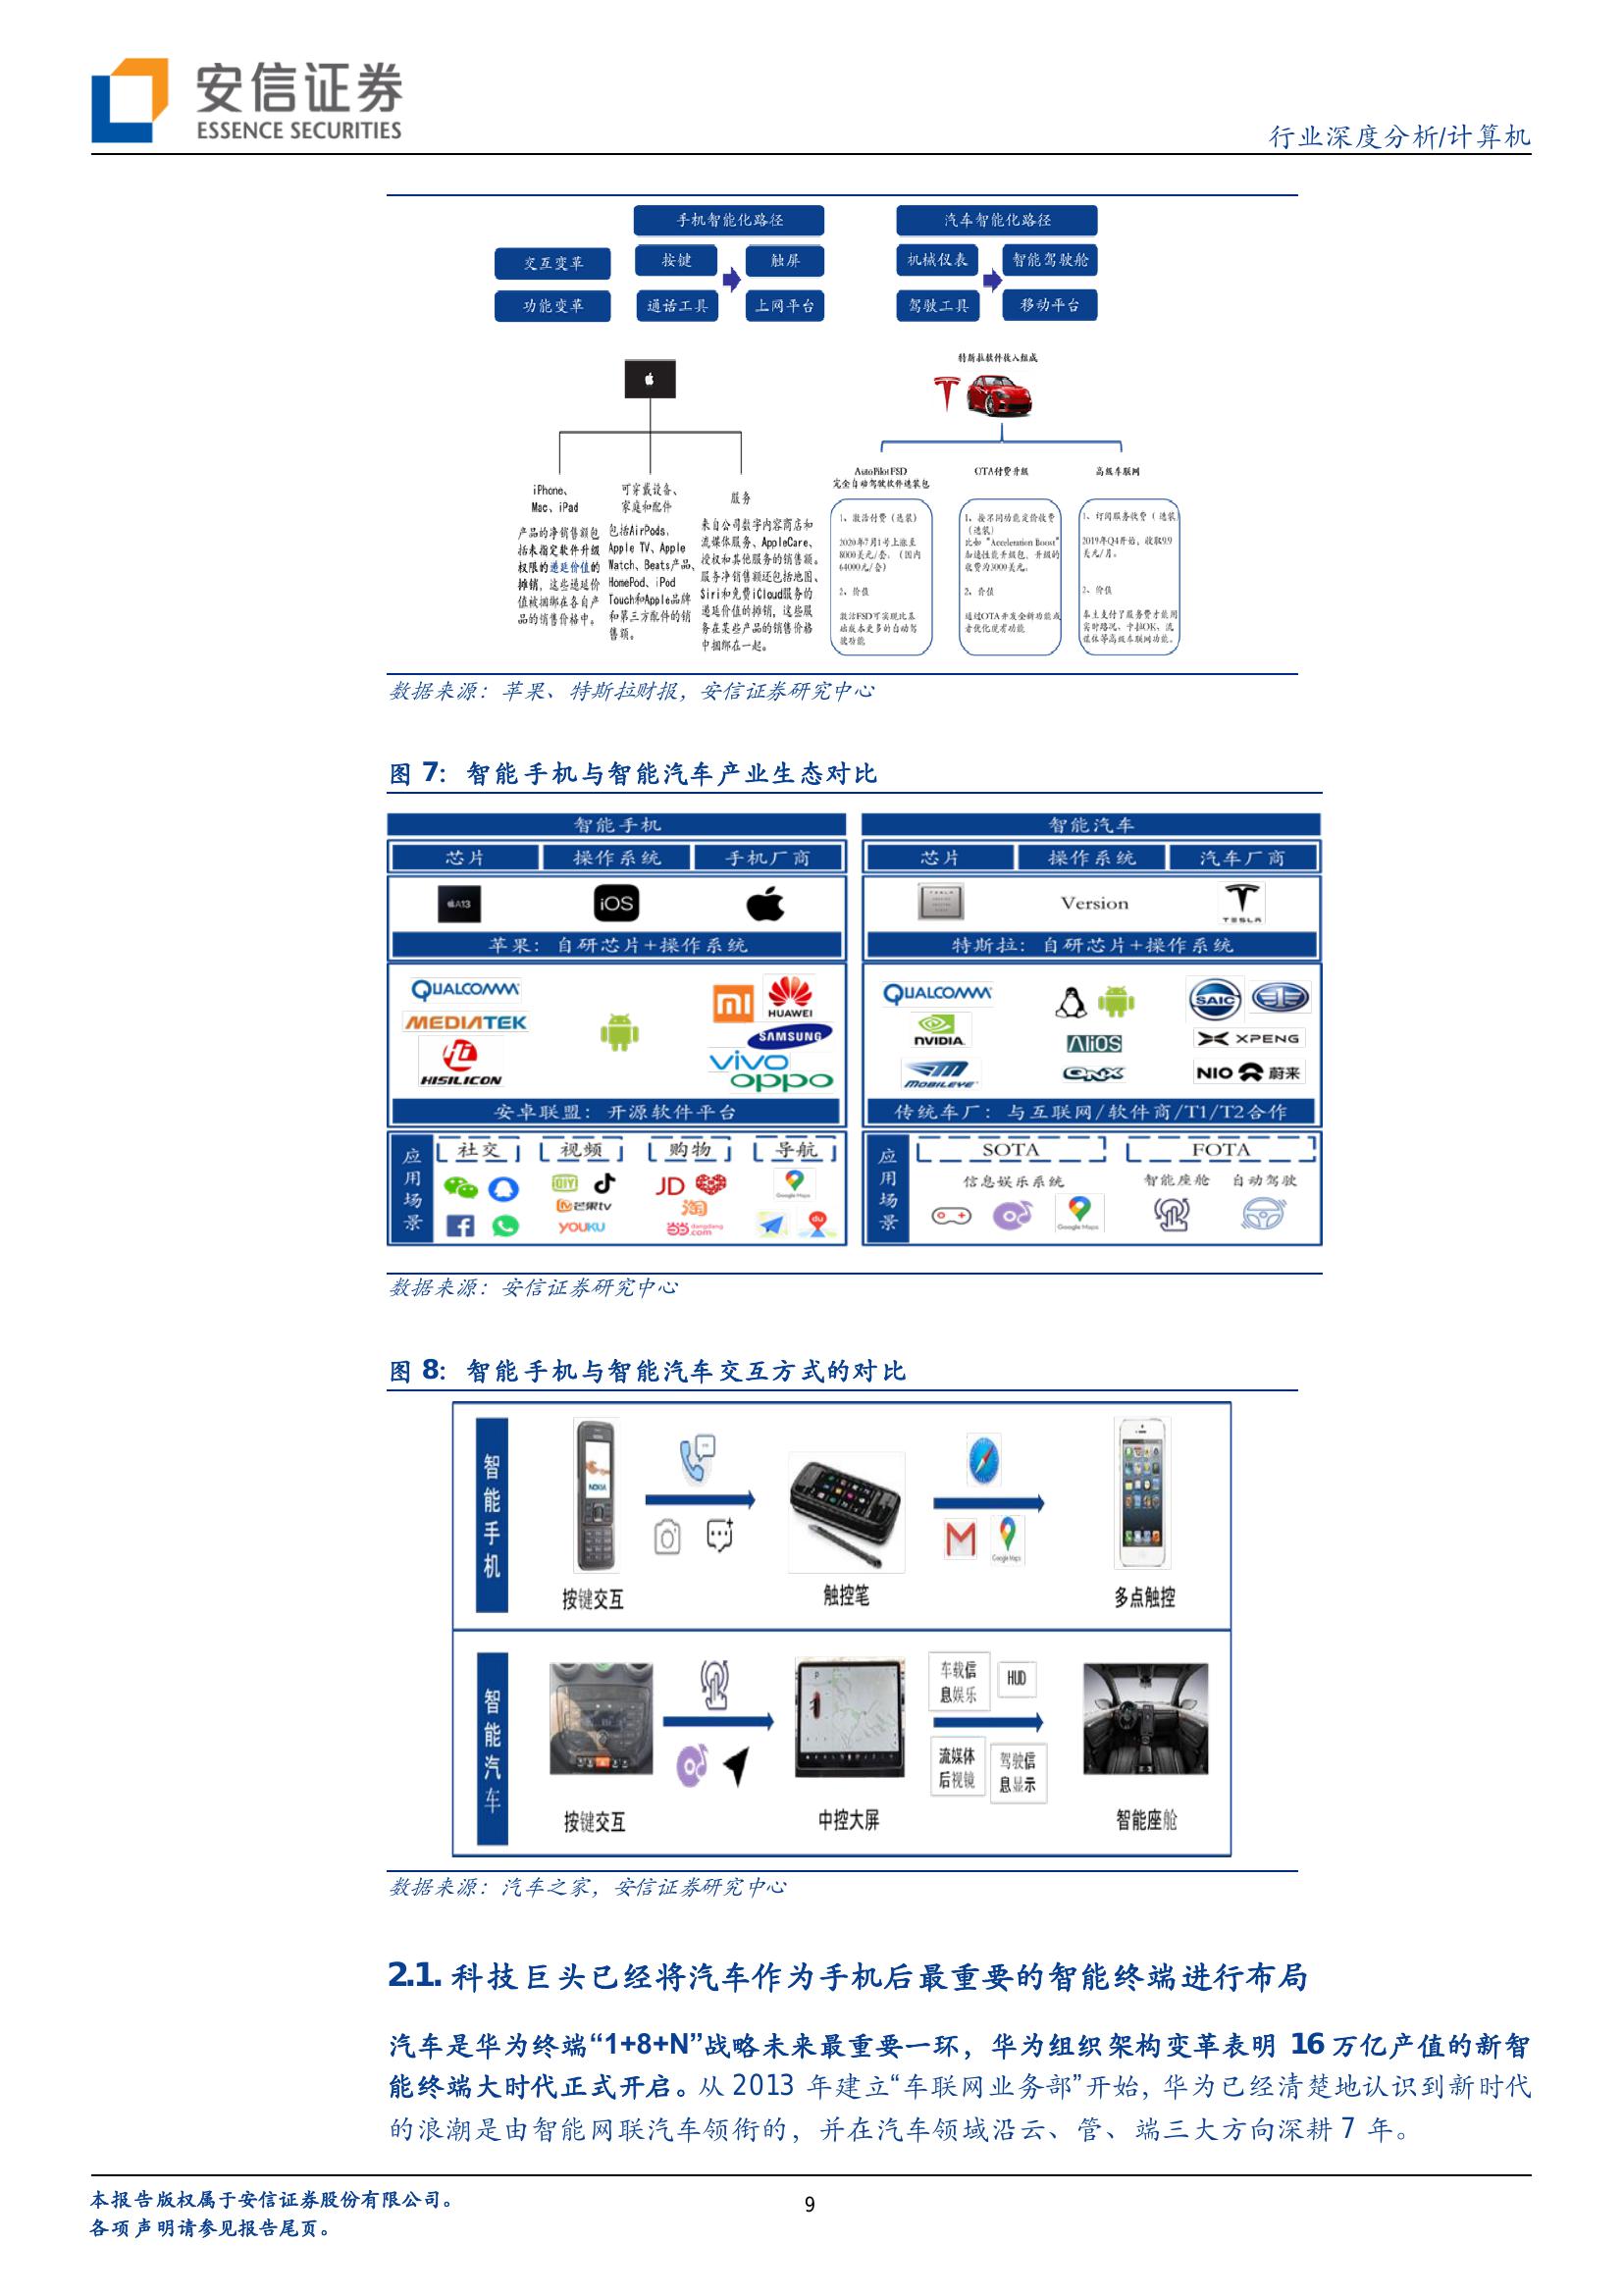 安信证券
ESSENCE SECURITIES
行业深度分析/计算机
手机智能化路径
汽车智能化路径
交互变革
按键
触屏
机械仪表
智能驾驶舱
功能变革
通话工具
上网平台
驾驶工具
移动平台
特斯拉软件收入组成
iPhone、
Mac、iPad
产品的净销售额包
括未指定软件升级
权限的递延价值的
摊销，这些递延价
值被捆绑在各自产
品的销售价格中。
可穿戴设备、
家庭和配件
包括AirPods、
Apple TV、Apple
Watch、Beats产品、
HomePod、iPod
Touch和Apple品牌
和第三方配件的销
售额。
服务
来自公司数字内容商店和
流媒体服务、AppleCare、
授权和其他服务的销售额。
服务净销售额还包括地图、
Siri和免费iCloud服务的
递延价值的摊销，这些服
务在某些产品的销售价格
中捆绑在一起。
AutoPilot FSD
完全自动驾驶软件选装包
1、激活付费（选装）
2020年7月1号上涨至
8000美元/套，（国内
64000元/套）
2、价值
激活FSD可实现比基
础版本更多的自动驾
驶功能
OTA付费升级
1、按不同功能定价收费
（选装）
比如“Acceleration Boost”
加速性能升级包，升级的
收费为3000美元。
2、价值
通过OTA开发全新功能或
者优化现有功能
高级车联网
1、订阅服务收费（选装）
2019年Q4开始，收取9.9
美元/月。
2、价值
车主支付了服务费才能用
实时路况、卡拉OK、流
媒体等高级车联网功能。
数据来源：苹果、特斯拉财报，安信证券研究中心
图 7：智能手机与智能汽车产业生态对比
智能手机
芯片
操作系统
手机厂商
A13
iOS
苹果：自研芯片+操作系统
QUALCOMM
MEDIATEK
HISILICON
mi
HUAWEI
SAMSUNG
vivo
oppo
安卓联盟：开源软件平台
应用场景
社交
视频
购物
导航
QIY
芒果tv
YOUKU
JD
淘
dangdang.com
Google Maps
du
智能汽车
芯片
操作系统
汽车厂商
Version
TESLA
特斯拉：自研芯片+操作系统
QUALCOMM
NVIDIA
MOBILEYE
AliOS
QNX
SAIC
XPENG
NIO 蔚来
传统车厂：与互联网/软件商/T1/T2合作
应用场景
SOTA
FOTA
信息娱乐系统
智能座舱
自动驾驶
Google Maps
数据来源：安信证券研究中心
图 8：智能手机与智能汽车交互方式的对比
智能手机
NOKIA
Google Maps
按键交互
触控笔
多点触控
智能汽车
P
车载信
息娱乐
HUD
流媒体
后视镜
驾驶信
息显示
按键交互
中控大屏
智能座舱
数据来源：汽车之家，安信证券研究中心
2.1. 科技巨头已经将汽车作为手机后最重要的智能终端进行布局
汽车是华为终端“1+8+N”战略未来最重要一环，华为组织架构变革表明 16 万亿产值的新智
能终端大时代正式开启。从 2013 年建立“车联网业务部”开始，华为已经清楚地认识到新时代
的浪潮是由智能网联汽车领衔的，并在汽车领域沿云、管、端三大方向深耕 7 年。
本报告版权属于安信证券股份有限公司。
各项声明请参见报告尾页。
9